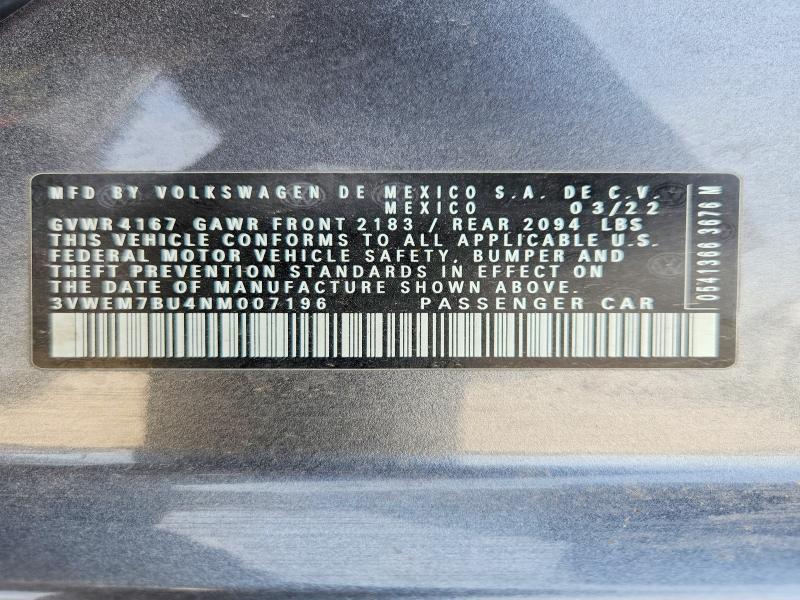 MFD BY VOLKSWAGEN DE MEXICO S.A. DE C.V.
MEXICO 03/22
GVWR 4167 GAWR FRONT 2183 / REAR 2094 LBS
THIS VEHICLE CONFORMS TO ALL APPLICABLE U.S.
FEDERAL MOTOR VEHICLE SAFETY, BUMPER AND
THEFT PREVENTION STANDARDS IN EFFECT ON
THE DATE OF MANUFACTURE SHOWN ABOVE.
3VWEM7BU4NM007196 PASSENGER CAR
0541366 3876 M